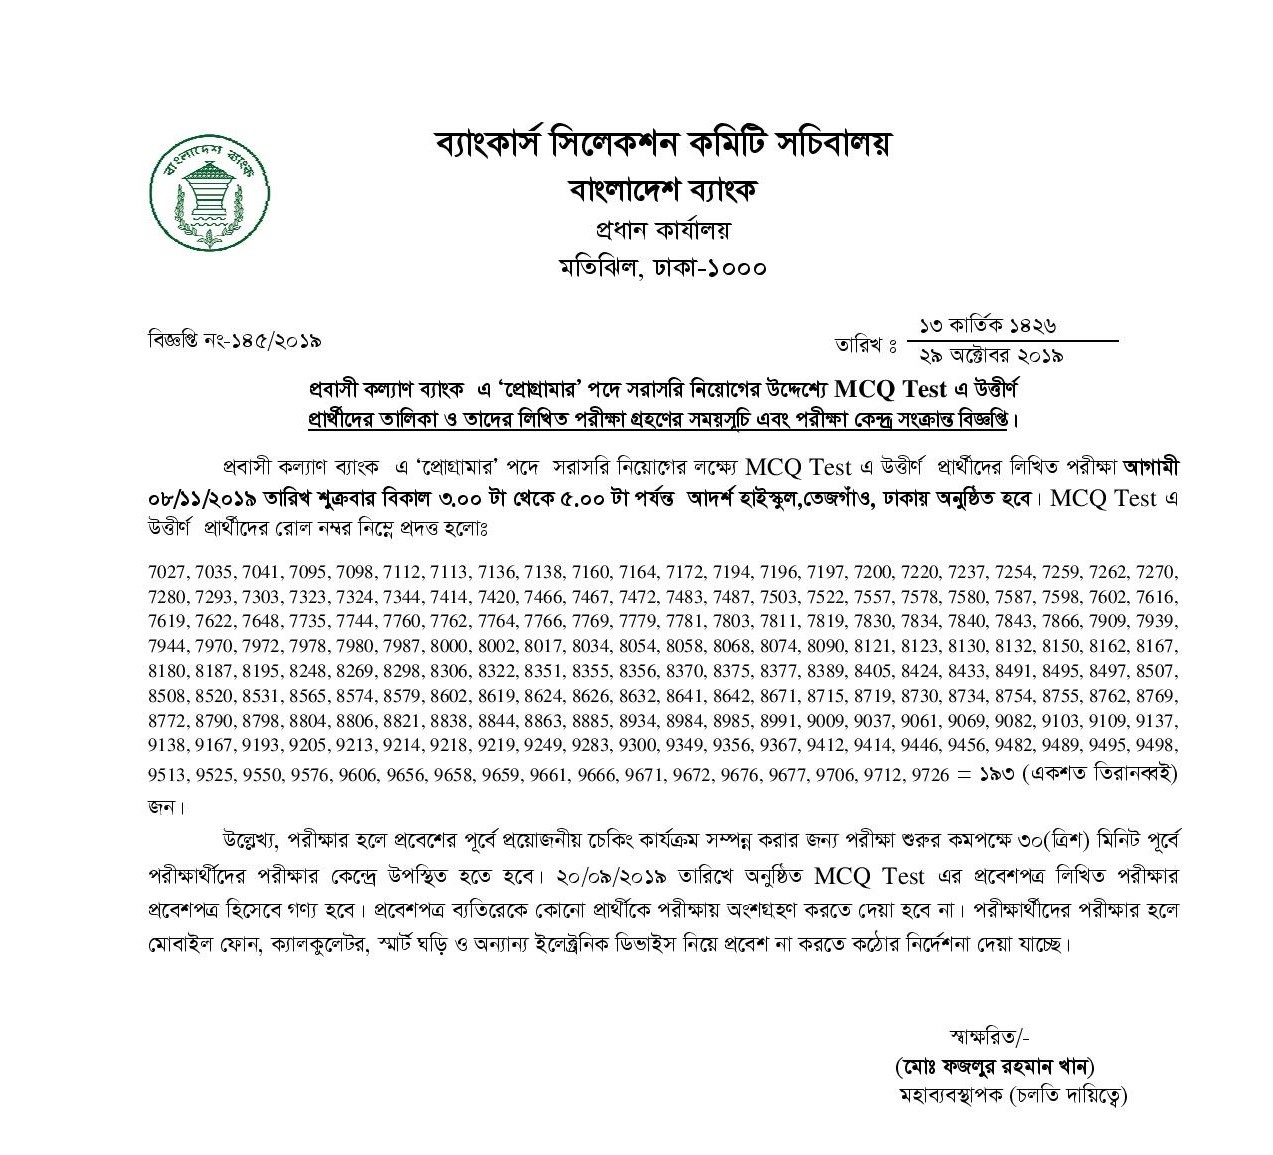 বাংলাদেশ ব্যাংক
ব্যাংকার্স সিলেকশন কমিটি সচিবালয়
বাংলাদেশ ব্যাংক
প্রধান কার্যালয়
মতিঝিল, ঢাকা-১০০০
বিজ্ঞপ্তি নং-১৪৫/২০১৯
তারিখ ঃ
১৩ কার্তিক ১৪২৬
২৯ অক্টোবর ২০১৯
প্রবাসী কল্যাণ ব্যাংক এ ‘প্রোগ্রামার’ পদে সরাসরি নিয়োগের উদ্দেশ্যে MCQ Test এ উত্তীর্ণ
প্রার্থীদের তালিকা ও তাদের লিখিত পরীক্ষা গ্রহণের সময়সূচি এবং পরীক্ষা কেন্দ্র সংক্রান্ত বিজ্ঞপ্তি।
প্রবাসী কল্যাণ ব্যাংক এ ‘প্রোগ্রামার’ পদে সরাসরি নিয়োগের লক্ষ্যে MCQ Test এ উত্তীর্ণ প্রার্থীদের লিখিত পরীক্ষা আগামী
০৮/১১/২০১৯ তারিখ শুক্রবার বিকাল ৩.০০ টা থেকে ৫.০০ টা পর্যন্ত আদর্শ হাইস্কুল,তেজগাঁও, ঢাকায় অনুষ্ঠিত হবে। MCQ Test এ
উত্তীর্ণ প্রার্থীদের রোল নম্বর নিম্নে প্রদত্ত হলোঃ
7027, 7035, 7041, 7095, 7098, 7112, 7113, 7136, 7138, 7160, 7164, 7172, 7194, 7196, 7197, 7200, 7220, 7237, 7254, 7259, 7262, 7270,
7280, 7293, 7303, 7323, 7324, 7344, 7414, 7420, 7466, 7467, 7472, 7483, 7487, 7503, 7522, 7557, 7578, 7580, 7587, 7598, 7602, 7616,
7619, 7622, 7648, 7735, 7744, 7760, 7762, 7764, 7766, 7769, 7779, 7781, 7803, 7811, 7819, 7830, 7834, 7840, 7843, 7866, 7909, 7939,
7944, 7970, 7972, 7978, 7980, 7987, 8000, 8002, 8017, 8034, 8054, 8058, 8068, 8074, 8090, 8121, 8123, 8130, 8132, 8150, 8162, 8167,
8180, 8187, 8195, 8248, 8269, 8298, 8306, 8322, 8351, 8355, 8356, 8370, 8375, 8377, 8389, 8405, 8424, 8433, 8491, 8495, 8497, 8507,
8508, 8520, 8531, 8565, 8574, 8579, 8602, 8619, 8624, 8626, 8632, 8641, 8642, 8671, 8715, 8719, 8730, 8734, 8754, 8755, 8762, 8769,
8772, 8790, 8798, 8804, 8806, 8821, 8838, 8844, 8863, 8885, 8934, 8984, 8985, 8991, 9009, 9037, 9061, 9069, 9082, 9103, 9109, 9137,
9138, 9167, 9193, 9205, 9213, 9214, 9218, 9219, 9249, 9283, 9300, 9349, 9356, 9367, 9412, 9414, 9446, 9456, 9482, 9489, 9495, 9498,
9513, 9525, 9550, 9576, 9606, 9656, 9658, 9659, 9661, 9666, 9671, 9672, 9676, 9677, 9706, 9712, 9726 = ১৯৩ (একশত তিরানব্বই)
জন।
উল্লেখ্য, পরীক্ষার হলে প্রবেশের পূর্বে প্রয়োজনীয় চেকিং কার্যক্রম সম্পন্ন করার জন্য পরীক্ষা শুরুর কমপক্ষে ৩০(ত্রিশ) মিনিট পূর্বে
পরীক্ষার্থীদের পরীক্ষার কেন্দ্রে উপস্থিত হতে হবে। ২০/০৯/২০১৯ তারিখে অনুষ্ঠিত MCQ Test এর প্রবেশপত্র লিখিত পরীক্ষার
প্রবেশপত্র হিসেবে গণ্য হবে। প্রবেশপত্র ব্যতিরেকে কোনো প্রার্থীকে পরীক্ষায় অংশগ্রহণ করতে দেয়া হবে না। পরীক্ষার্থীদের পরীক্ষার হলে
মোবাইল ফোন, ক্যালকুলেটর, স্মার্ট ঘড়ি ও অন্যান্য ইলেক্ট্রনিক ডিভাইস নিয়ে প্রবেশ না করতে কঠোর নির্দেশনা দেয়া যাচ্ছে।
স্বাক্ষরিত/-
(মোঃ ফজলুর রহমান খান)
মহাব্যবস্থাপক (চলতি দায়িত্বে)